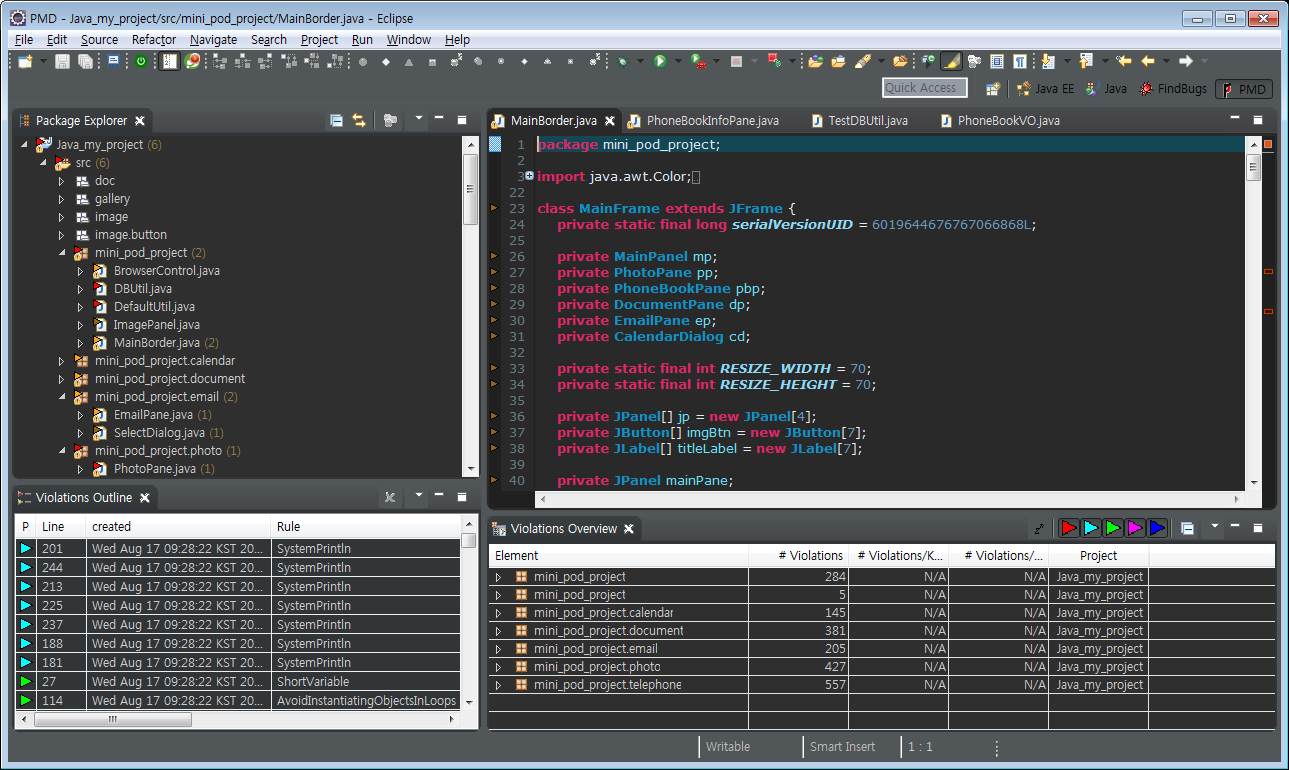 PMD - Java_my_project/src/mini_pod_project/MainBorder.java - Eclipse
File Edit Source Refactor Navigate Search Project Run Window Help
Quick Access Java EE Java FindBugs PMD
Package Explorer
Java_my_project (6)
src (6)
doc
gallery
image
image.button
mini_pod_project (2)
BrowserControl.java
DBUtil.java
DefaultUtil.java
ImagePanel.java
MainBorder.java (2)
mini_pod_project.calendar
mini_pod_project.document
mini_pod_project.email (2)
EmailPane.java (1)
SelectDialog.java (1)
mini_pod_project.photo (1)
PhotoPane.java (1)
MainBorder.java PhoneBookInfoPane.java TestDBUtil.java PhoneBookVO.java
1 package mini_pod_project;
2
3 import java.awt.Color;
22
23 class MainFrame extends JFrame {
24 private static final long serialVersionUID = 6019644676767066868L;
25
26 private MainPanel mp;
27 private PhotoPane pp;
28 private PhoneBookPane pbp;
29 private DocumentPane dp;
30 private EmailPane ep;
31 private CalendarDialog cd;
32
33 private static final int RESIZE_WIDTH = 70;
34 private static final int RESIZE_HEIGHT = 70;
35
36 private JPanel[] jp = new JPanel[4];
37 private JButton[] imgBtn = new JButton[7];
38 private JLabel[] titleLabel = new JLabel[7];
39
40 private JPanel mainPane;
Violations Outline
P Line created Rule
201 Wed Aug 17 09:28:22 KST 20... SystemPrintln
244 Wed Aug 17 09:28:22 KST 20... SystemPrintln
213 Wed Aug 17 09:28:22 KST 20... SystemPrintln
225 Wed Aug 17 09:28:22 KST 20... SystemPrintln
237 Wed Aug 17 09:28:22 KST 20... SystemPrintln
188 Wed Aug 17 09:28:22 KST 20... SystemPrintln
181 Wed Aug 17 09:28:22 KST 20... SystemPrintln
27 Wed Aug 17 09:28:22 KST 20... ShortVariable
114 Wed Aug 17 09:28:22 KST 20... AvoidInstantiatingObjectsInLoops
Violations Overview
Element # Violations # Violations/K... # Violations/... Project
mini_pod_project 284 N/A N/A Java_my_project
mini_pod_project 5 N/A N/A Java_my_project
mini_pod_project.calendar 145 N/A N/A Java_my_project
mini_pod_project.document 381 N/A N/A Java_my_project
mini_pod_project.email 205 N/A N/A Java_my_project
mini_pod_project.photo 427 N/A N/A Java_my_project
mini_pod_project.telephone 557 N/A N/A Java_my_project
Writable Smart Insert 1 : 1